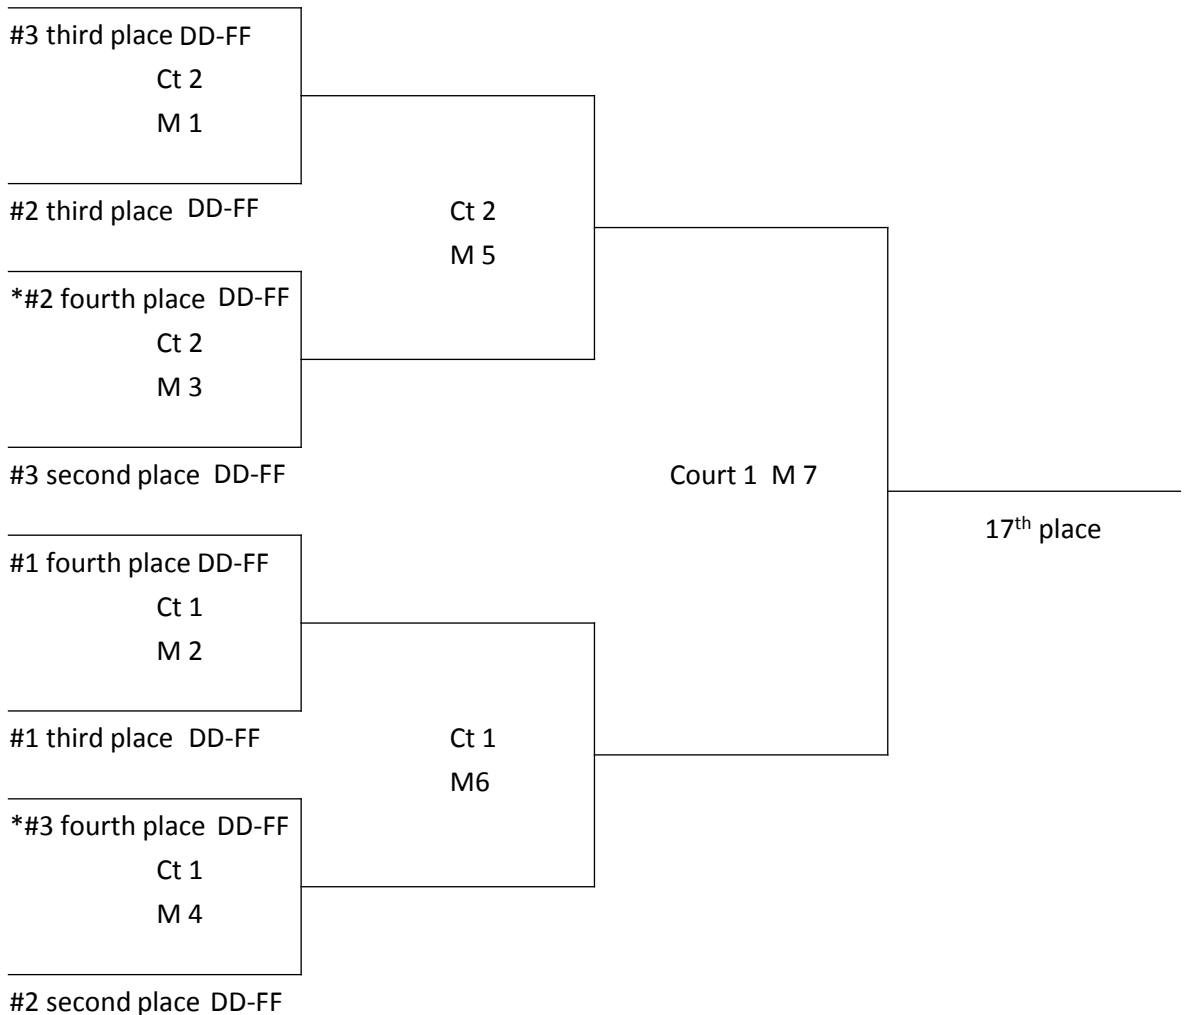 #3 third place DD-FF
Ct 2
M 1
#2 third place DD-FF
Ct 2
M 5
*#2 fourth place DD-FF
Ct 2
M 3
#3 second place DD-FF
Court 1 M 7
17th place
#1 fourth place DD-FF
Ct 1
M 2
#1 third place DD-FF
Ct 1
M6
*#3 fourth place DD-FF
Ct 1
M 4
#2 second place DD-FF